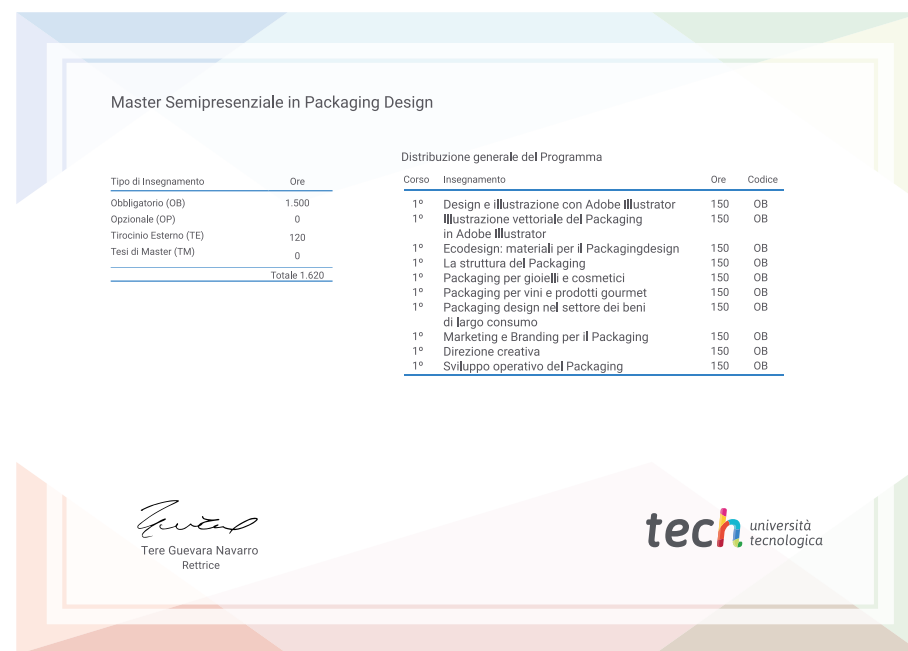 Master Semipresenziale in Packaging Design
Tipo di Insegnamento Ore
Obbligatorio (OB) 1.500
Opzionale (OP) 0
Tirocinio Esterno (TE) 120
Tesi di Master (TM) 0
Totale 1.620
Distribuzione generale del Programma
Corso Insegnamento Ore Codice
1º Design e illustrazione con Adobe Illustrator 150 OB
1º Illustrazione vettoriale del Packaging 150 OB
in Adobe Illustrator
1º Ecodesign: materiali per il Packagingdesign 150 OB
1º La struttura del Packaging 150 OB
1º Packaging per gioielli e cosmetici 150 OB
1º Packaging per vini e prodotti gourmet 150 OB
1º Packaging design nel settore dei beni 150 OB
di largo consumo
1º Marketing e Branding per il Packaging 150 OB
1º Direzione creativa 150 OB
1º Sviluppo operativo del Packaging 150 OB
Tere Guevara Navarro
Rettrice
tech università
tecnologica